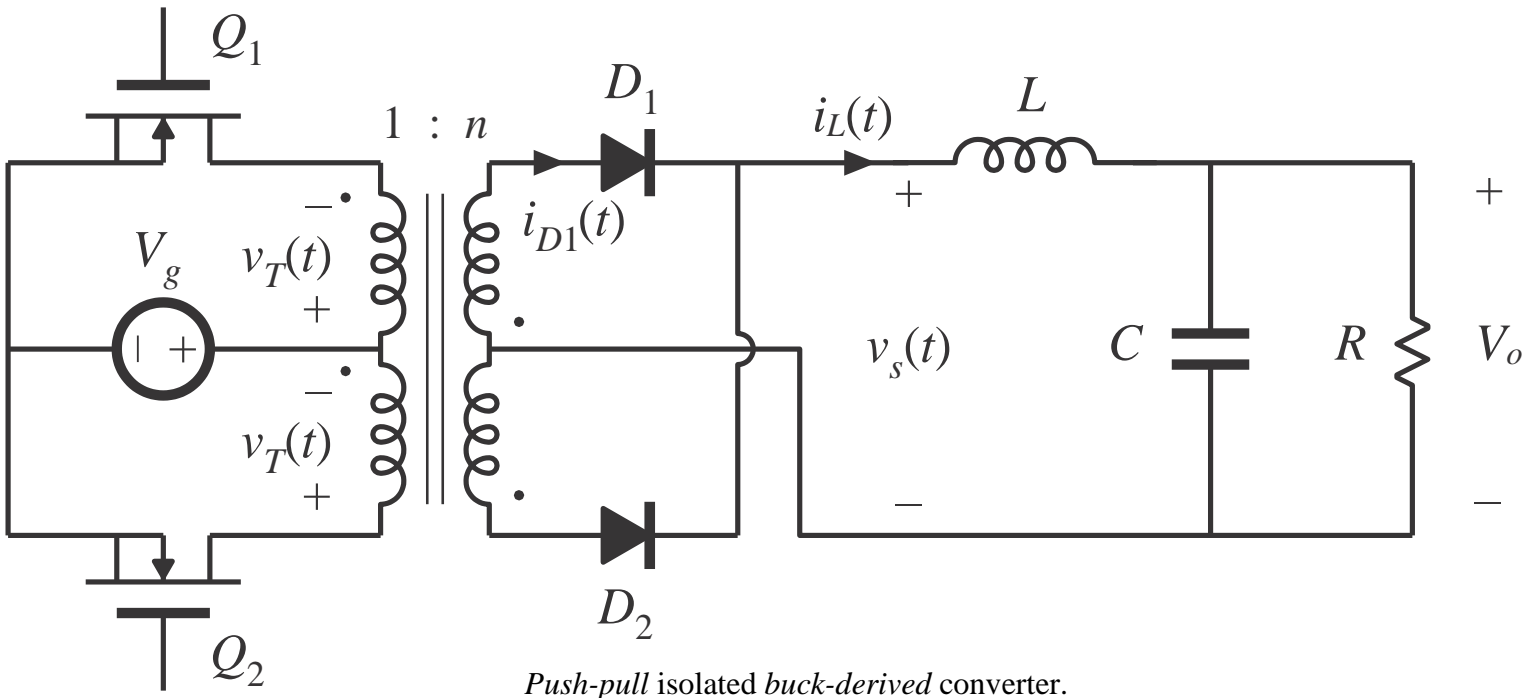 Q1
D1
L
1 : n
iL(t)
+
+
−
iD1(t)
Vg
vT(t)
+
− +
vs(t)
C
R
Vo
−
vT(t)
+
−
−
D2
Q2
Push-pull isolated buck-derived converter.